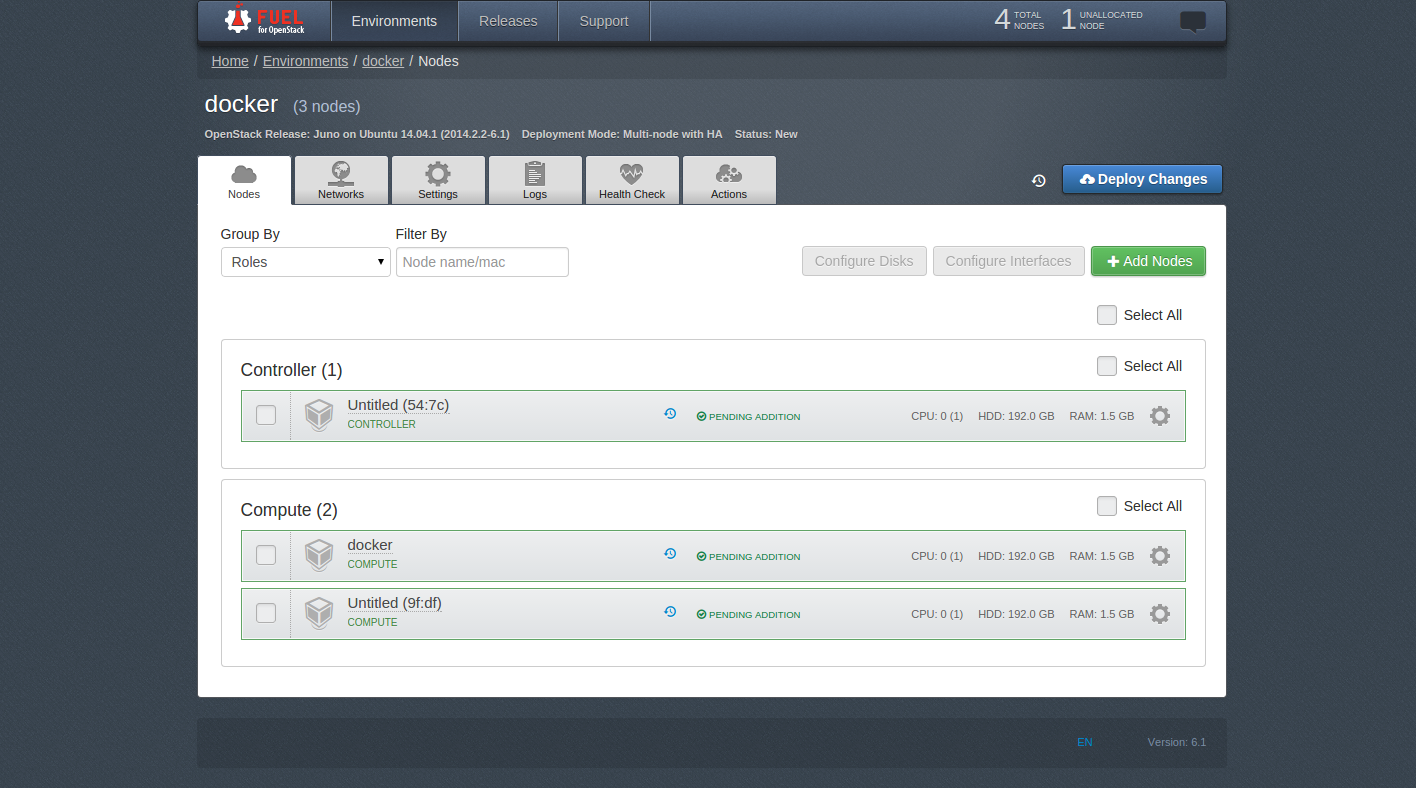 FUEL
for OpenStack
Environments
Releases
Support
4 TOTAL NODES
1 UNALLOCATED NODE
Home / Environments / docker / Nodes
docker (3 nodes)
OpenStack Release: Juno on Ubuntu 14.04.1 (2014.2.2-6.1) Deployment Mode: Multi-node with HA Status: New
Nodes
Networks
Settings
Logs
Health Check
Actions
Deploy Changes
Group By
Filter By
Roles
Node name/mac
Configure Disks
Configure Interfaces
Add Nodes
Select All
Controller (1)
Select All
Untitled (54:7c)
CONTROLLER
PENDING ADDITION
CPU: 0 (1) HDD: 192.0 GB RAM: 1.5 GB
Compute (2)
Select All
docker
COMPUTE
PENDING ADDITION
CPU: 0 (1) HDD: 192.0 GB RAM: 1.5 GB
Untitled (9f:df)
COMPUTE
PENDING ADDITION
CPU: 0 (1) HDD: 192.0 GB RAM: 1.5 GB
EN
Version: 6.1